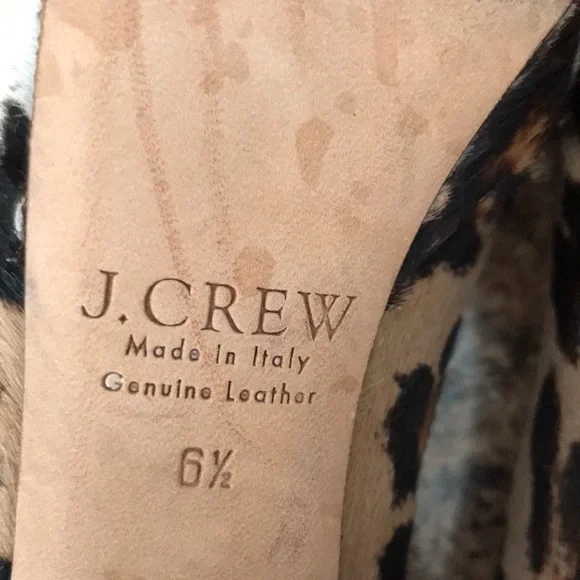 J.CREW
Made in Italy
Genuine Leather
6½